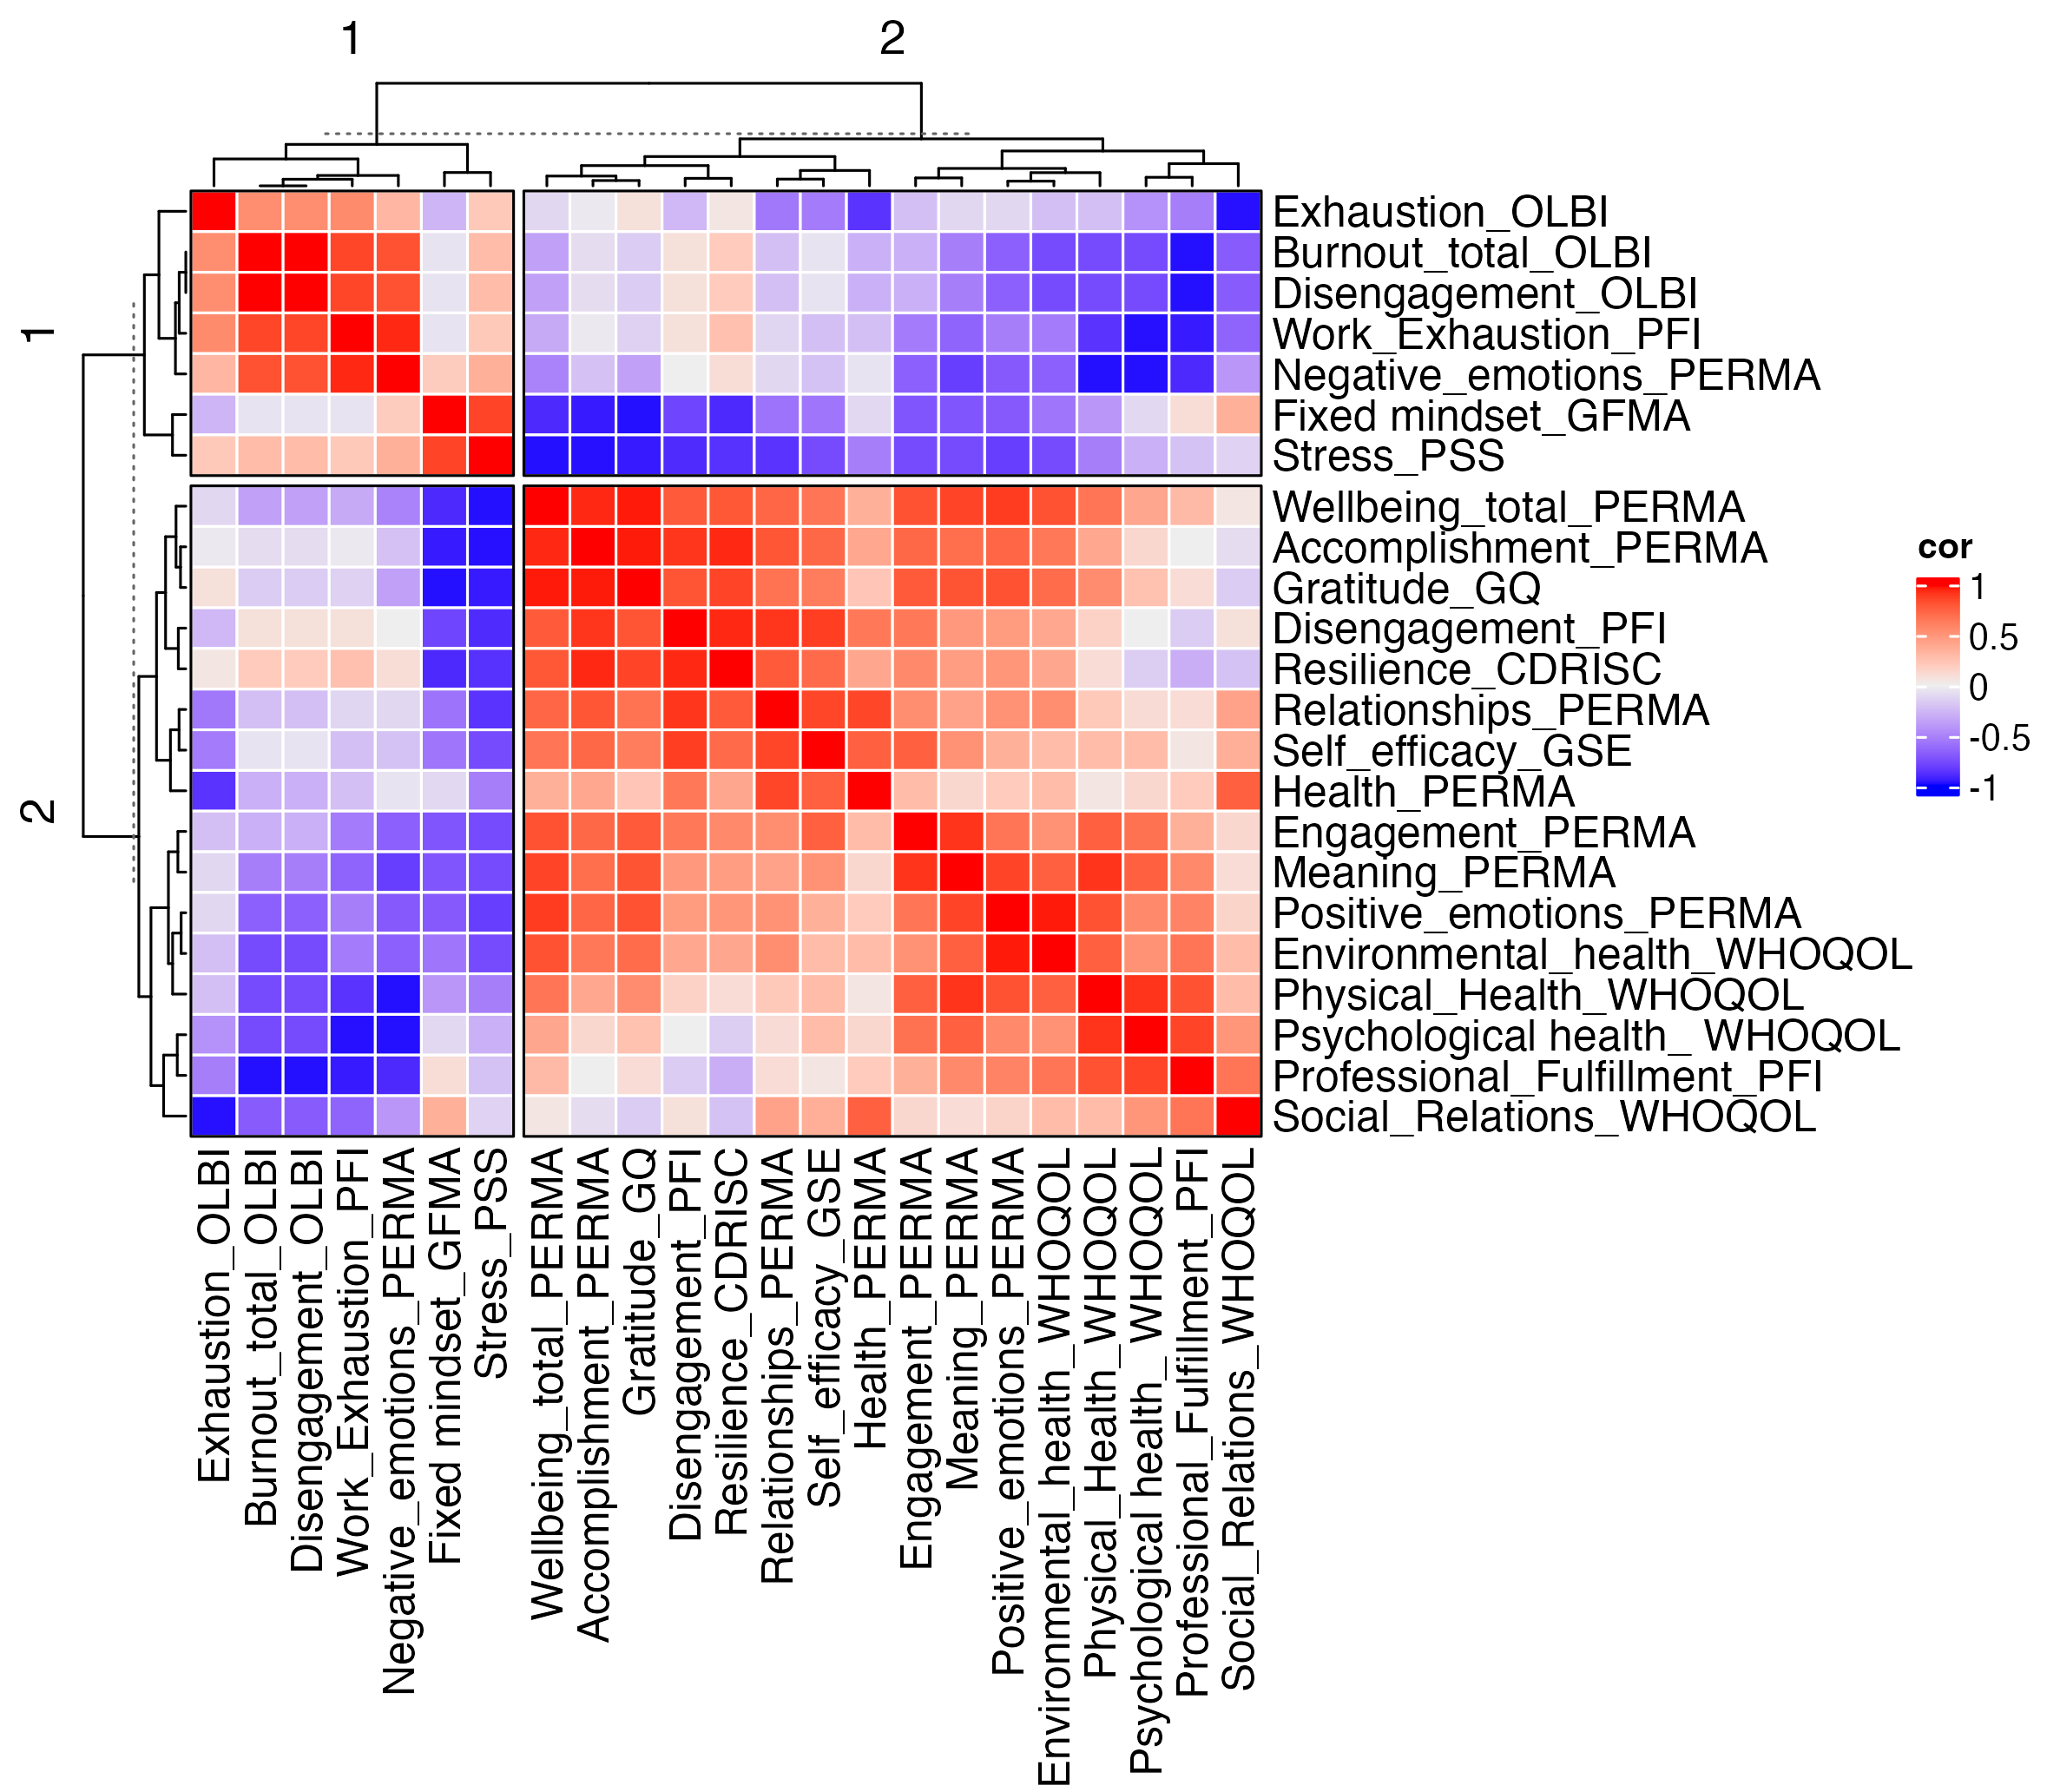 1
2
1
2
Exhaustion_OLBI
Burnout_total_OLBI
Disengagement_OLBI
Work_Exhaustion_PFI
Negative_emotions_PERMA
Fixed mindset_GFMA
Stress_PSS
Wellbeing_total_PERMA
Accomplishment_PERMA
Gratitude_GQ
Disengagement_PFI
Resilience_CDRISC
Relationships_PERMA
Self_efficacy_GSE
Health_PERMA
Engagement_PERMA
Meaning_PERMA
Positive_emotions_PERMA
Environmental_health_WHOQOL
Physical_Health_WHOQOL
Psychological health_ WHOQOL
Professional_Fulfillment_PFI
Social_Relations_WHOQOL
cor
1
0.5
0
-0.5
-1
Exhaustion_OLBI
Burnout_total_OLBI
Disengagement_OLBI
Work_Exhaustion_PFI
Negative_emotions_PERMA
Fixed mindset_GFMA
Stress_PSS
Wellbeing_total_PERMA
Accomplishment_PERMA
Gratitude_GQ
Disengagement_PFI
Resilience_CDRISC
Relationships_PERMA
Self_efficacy_GSE
Health_PERMA
Engagement_PERMA
Meaning_PERMA
Positive_emotions_PERMA
Environmental_health_WHOQOL
Physical_Health_WHOQOL
Psychological health_ WHOQOL
Professional_Fulfillment_PFI
Social_Relations_WHOQOL